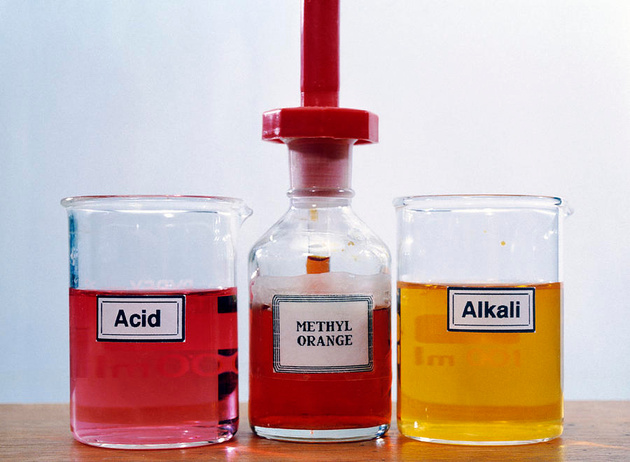 Acid
METHYL
ORANGE
Alkali